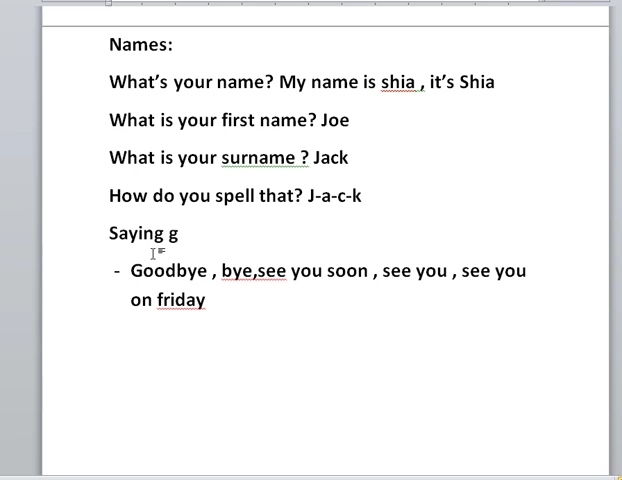 Names:
What's your name? My name is shia , it's Shia
What is your first name? Joe
What is your surname ? Jack
How do you spell that? J-a-c-k
Saying g
- Goodbye , bye,see you soon , see you , see you
on friday